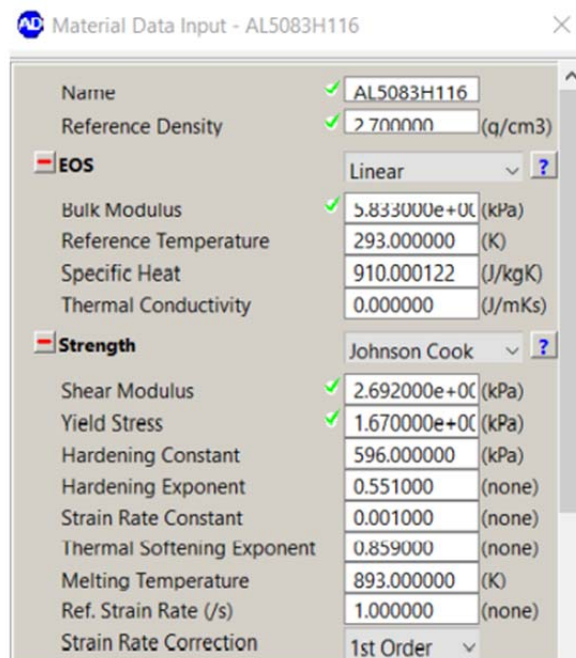 AD Material Data Input - AL5083H116
Name AL5083H116
Reference Density 2.700000 (g/cm3)
EOS Linear ?
Bulk Modulus 5.833000e+00 (kPa)
Reference Temperature 293.000000 (K)
Specific Heat 910.000122 (J/kgK)
Thermal Conductivity 0.000000 (J/mKs)
Strength Johnson Cook ?
Shear Modulus 2.692000e+00 (kPa)
Yield Stress 1.670000e+00 (kPa)
Hardening Constant 596.000000 (kPa)
Hardening Exponent 0.551000 (none)
Strain Rate Constant 0.001000 (none)
Thermal Softening Exponent 0.859000 (none)
Melting Temperature 893.000000 (K)
Ref. Strain Rate (/s) 1.000000 (none)
Strain Rate Correction 1st Order